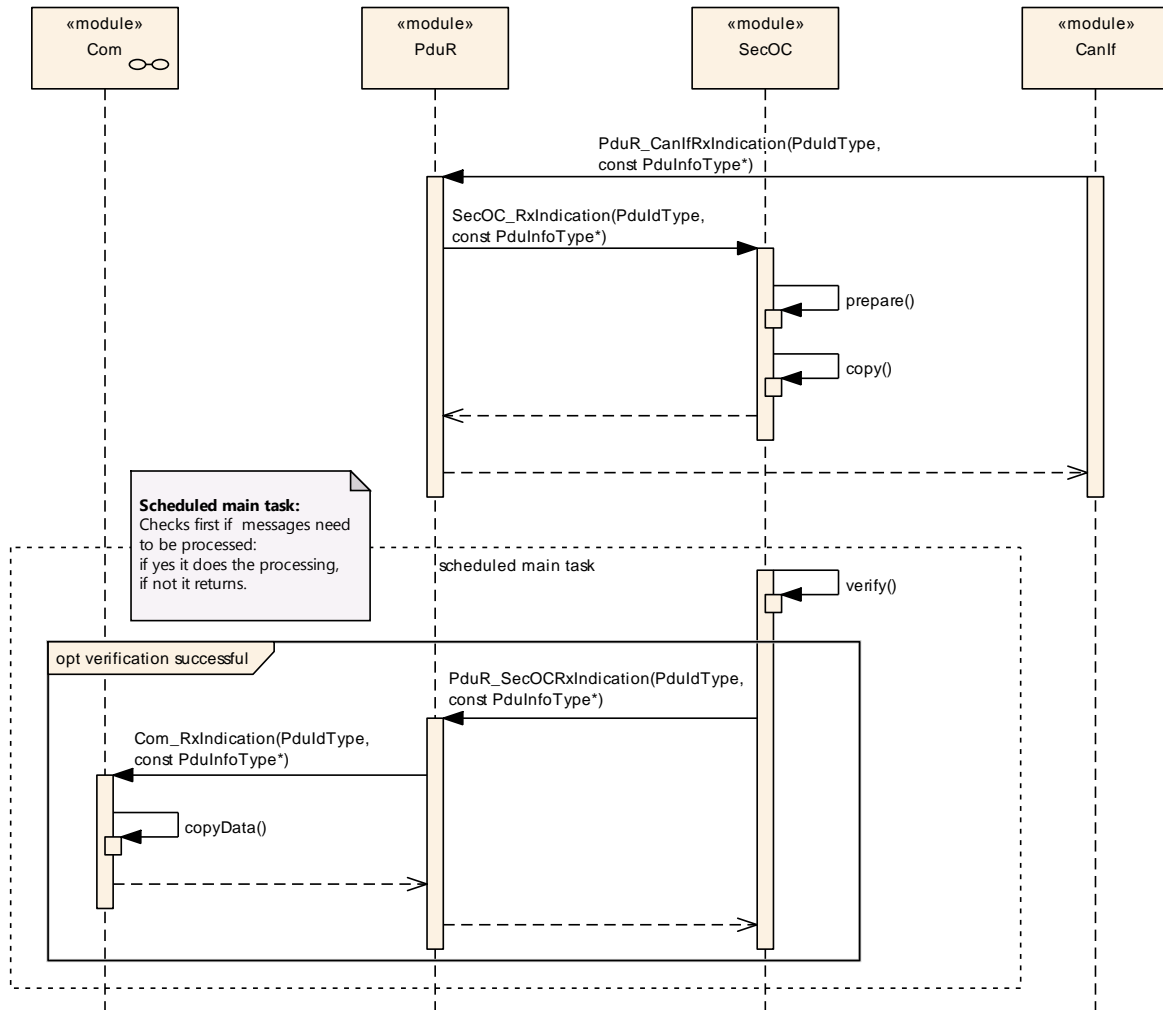 «module»
Com
«module»
PduR
«module»
SecOC
«module»
CanIf
PduR_CanIfRxIndication(PduIdType,
const PduInfoType*)
SecOC_RxIndication(PduIdType,
const PduInfoType*)
prepare()
copy()
Scheduled main task:
Checks first if messages need
to be processed:
if yes it does the processing,
if not it returns.
scheduled main task
verify()
opt verification successful
PduR_SecOCRxIndication(PduIdType,
const PduInfoType*)
Com_RxIndication(PduIdType,
const PduInfoType*)
copyData()